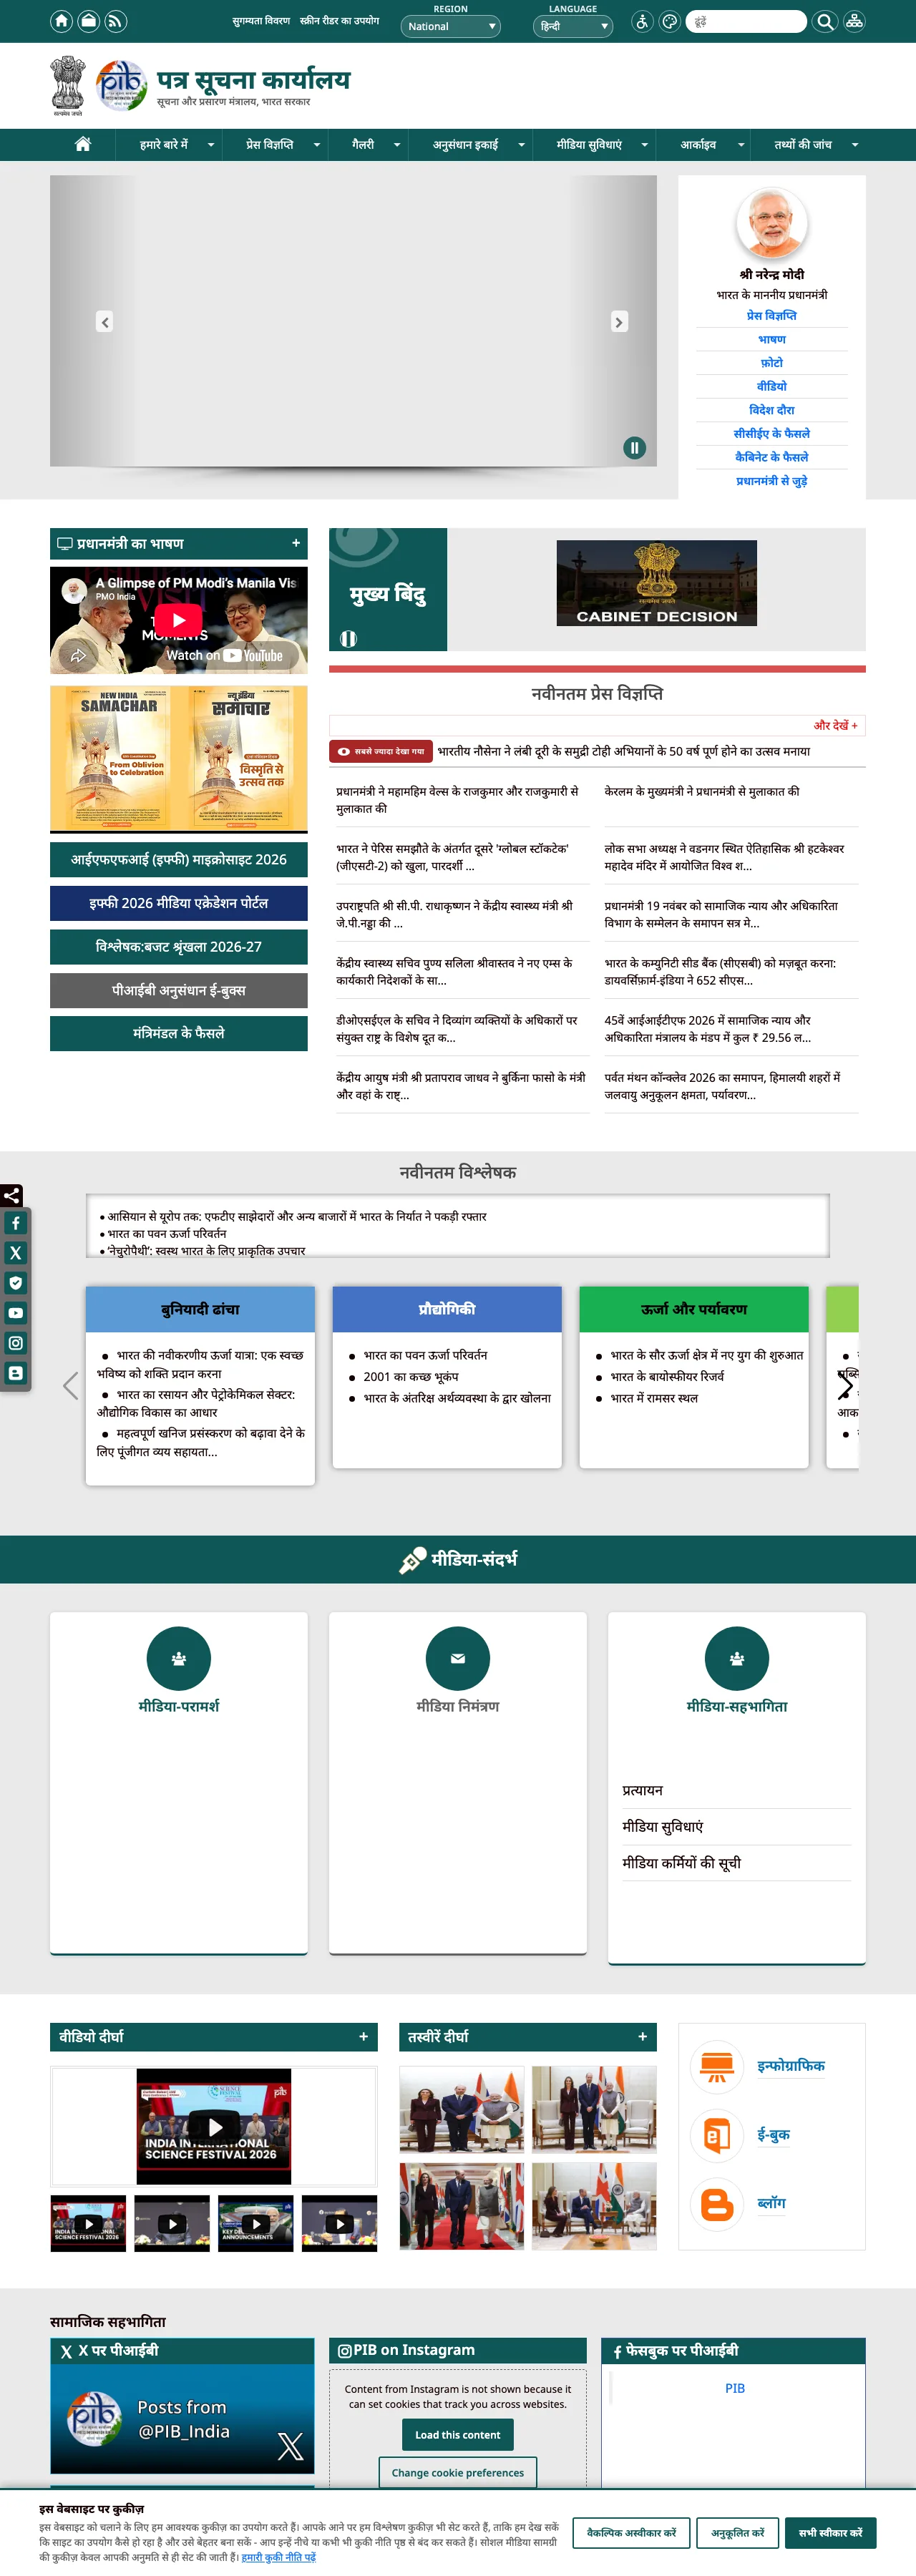 सुगम्यता विवरण स्क्रीन रीडर का उपयोग
REGION
National
LANGUAGE
हिन्दी
ढूंढ़ें
सत्यमेव जयते
पत्र सूचना कार्यालय
सूचना और प्रसारण मंत्रालय, भारत सरकार
हमारे बारे में
प्रेस विज्ञप्ति
गैलरी
अनुसंधान इकाई
मीडिया सुविधाएं
आर्काइव
तथ्यों की जांच
श्री नरेन्द्र मोदी
भारत के माननीय प्रधानमंत्री
प्रेस विज्ञप्ति
भाषण
फ़ोटो
वीडियो
विदेश दौरा
सीसीईए के फैसले
कैबिनेट के फैसले
प्रधानमंत्री से जुड़े
प्रधानमंत्री का भाषण +
A Glimpse of PM Modi's Manila Vis
PMO India
MOMENTS
Watch on YouTube
NEW INDIA
SAMACHAR
From Oblivion
to Celebration
न्यू इंडिया
समाचार
विस्मृति से
उत्सव तक
आईएफएफआई (इफ्फी) माइक्रोसाइट 2026
इफ्फी 2026 मीडिया एक्रेडेशन पोर्टल
विश्लेषक:बजट श्रृंखला 2026-27
पीआईबी अनुसंधान ई-बुक्स
मंत्रिमंडल के फैसले
मुख्य बिंदु
CABINET DECISION
नवीनतम प्रेस विज्ञप्ति
और देखें +
सबसे ज्यादा देखा गया
भारतीय नौसेना ने लंबी दूरी के समुद्री टोही अभियानों के 50 वर्ष पूर्ण होने का उत्सव मनाया
प्रधानमंत्री ने महामहिम वेल्स के राजकुमार और राजकुमारी से
मुलाकात की
केरलम के मुख्यमंत्री ने प्रधानमंत्री से मुलाकात की
भारत ने पेरिस समझौते के अंतर्गत दूसरे 'ग्लोबल स्टॉकटेक'
(जीएसटी-2) को खुला, पारदर्शी ...
लोक सभा अध्यक्ष ने वडनगर स्थित ऐतिहासिक श्री हटकेश्वर
महादेव मंदिर में आयोजित विश्व श...
उपराष्ट्रपति श्री सी.पी. राधाकृष्णन ने केंद्रीय स्वास्थ्य मंत्री श्री
जे.पी.नड्डा की ...
प्रधानमंत्री 19 नवंबर को सामाजिक न्याय और अधिकारिता
विभाग के सम्मेलन के समापन सत्र मे...
केंद्रीय स्वास्थ्य सचिव पुण्य सलिला श्रीवास्तव ने नए एम्स के
कार्यकारी निदेशकों के सा...
भारत के कम्युनिटी सीड बैंक (सीएसबी) को मज़बूत करना:
डायवर्सिफ़ार्म-इंडिया ने 652 सीएस...
डीओएसईएल के सचिव ने दिव्यांग व्यक्तियों के अधिकारों पर
संयुक्त राष्ट्र के विशेष दूत क...
45वें आईआईटीएफ 2026 में सामाजिक न्याय और
अधिकारिता मंत्रालय के मंडप में कुल ₹ 29.56 ल...
केंद्रीय आयुष मंत्री श्री प्रतापराव जाधव ने बुर्किना फासो के मंत्री
और वहां के राष्ट्...
पर्वत मंथन कॉन्क्लेव 2026 का समापन, हिमालयी शहरों में
जलवायु अनुकूलन क्षमता, पर्यावरण...
नवीनतम विश्लेषक
• आसियान से यूरोप तक: एफटीए साझेदारों और अन्य बाजारों में भारत के निर्यात ने पकड़ी रफ्तार
• भारत का पवन ऊर्जा परिवर्तन
• 'नेचुरोपैथी': स्वस्थ भारत के लिए प्राकृतिक उपचार
बुनियादी ढांचा
● भारत की नवीकरणीय ऊर्जा यात्रा: एक स्वच्छ
भविष्य को शक्ति प्रदान करना
● भारत का रसायन और पेट्रोकेमिकल सेक्टर:
औद्योगिक विकास का आधार
● महत्वपूर्ण खनिज प्रसंस्करण को बढ़ावा देने के
लिए पूंजीगत व्यय सहायता...
प्रौद्योगिकी
● भारत का पवन ऊर्जा परिवर्तन
● 2001 का कच्छ भूकंप
● भारत के अंतरिक्ष अर्थव्यवस्था के द्वार खोलना
ऊर्जा और पर्यावरण
● भारत के सौर ऊर्जा क्षेत्र में नए युग की शुरुआत
● भारत के बायोस्फीयर रिजर्व
● भारत में रामसर स्थल
मीडिया-संदर्भ
मीडिया-परामर्श
मीडिया निमंत्रण
मीडिया-सहभागिता
प्रत्यायन
मीडिया सुविधाएं
मीडिया कर्मियों की सूची
वीडियो दीर्घा +
INDIA INTERNATIONAL
SCIENCE FESTIVAL 2026
तस्वीरें दीर्घा +
इन्फोग्राफिक
ई-बुक
ब्लॉग
सामाजिक सहभागिता
X पर पीआईबी
Posts from
@PIB_India
PIB on Instagram
Content from Instagram is not shown because it
can set cookies that track you across websites.
Load this content
Change cookie preferences
फेसबुक पर पीआईबी
PIB
इस वेबसाइट पर कुकीज़
इस वेबसाइट को चलाने के लिए हम आवश्यक कुकीज़ का उपयोग करते हैं। आपके आने पर हम विश्लेषण कुकीज़ भी सेट करते हैं, ताकि हम देख सकें
कि साइट का उपयोग कैसे हो रहा है और उसे बेहतर बना सकें - आप इन्हें नीचे या कभी भी कुकी नीति पृष्ठ से बंद कर सकते हैं। सोशल मीडिया सामग्री
की कुकीज़ केवल आपकी अनुमति से ही सेट की जाती हैं। हमारी कुकी नीति पढ़ें
वैकल्पिक अस्वीकार करें
अनुकूलित करें
सभी स्वीकार करें